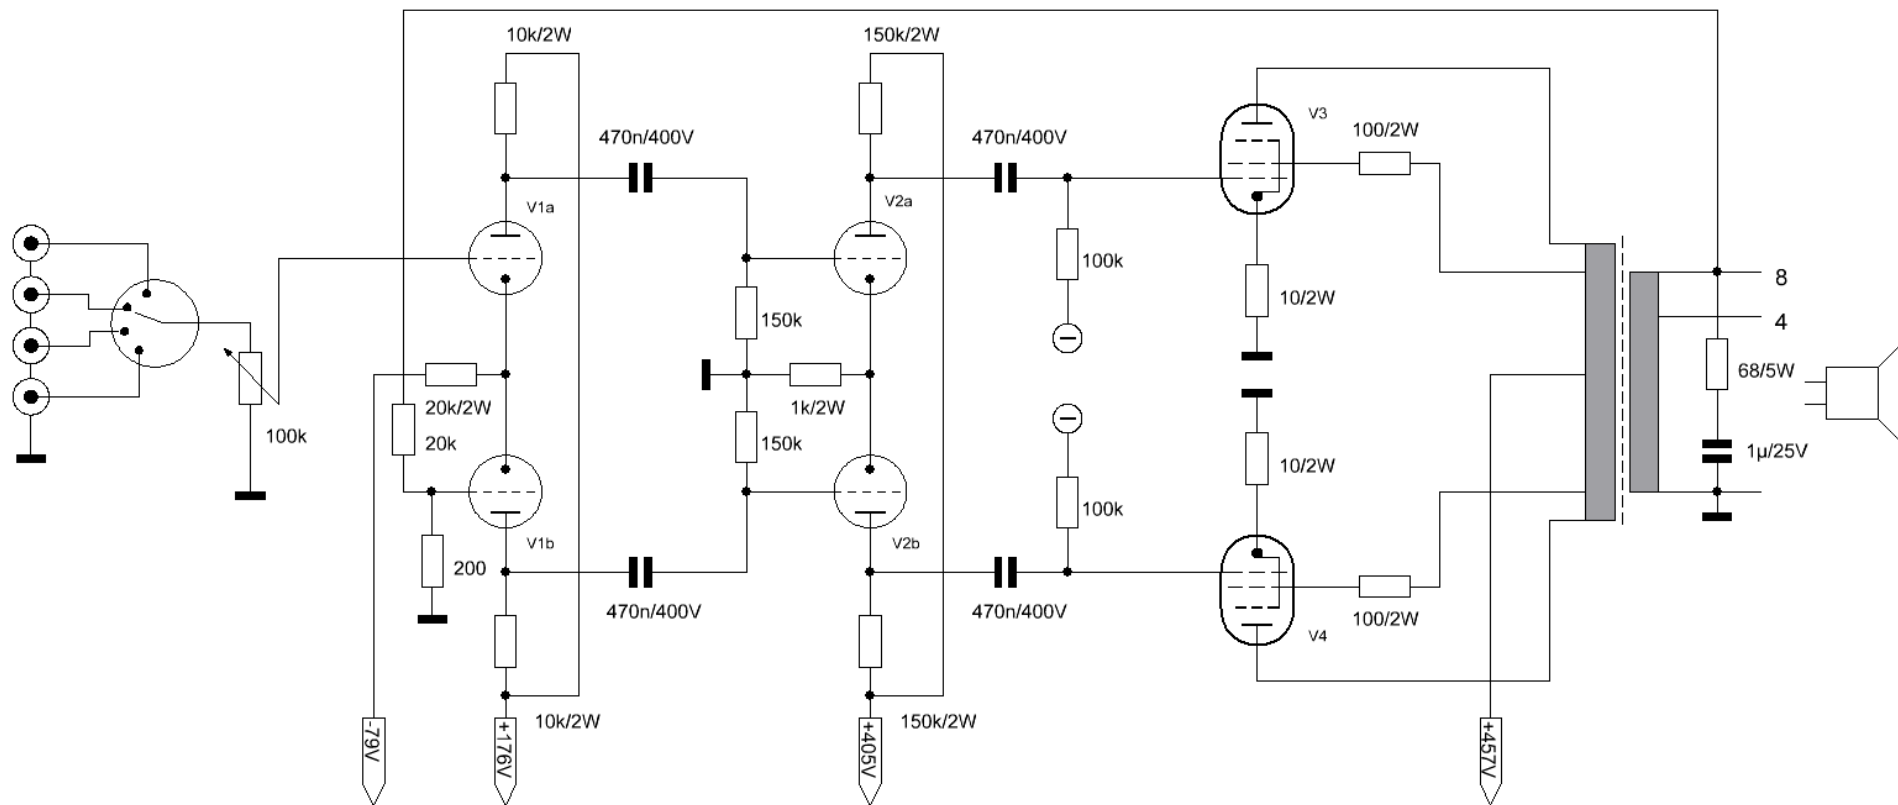 10k/2W
150k/2W
V3
470n/400V
470n/400V
100/2W
V1a
V2a
100k
8
10/2W
150k
4
68/5W
20k/2W
1k/2W
100k
20k
150k
1µ/25V
10/2W
100k
V1b
V2b
200
470n/400V
470n/400V
100/2W
V4
10k/2W
150k/2W
-79V
+176V
+405V
+457V